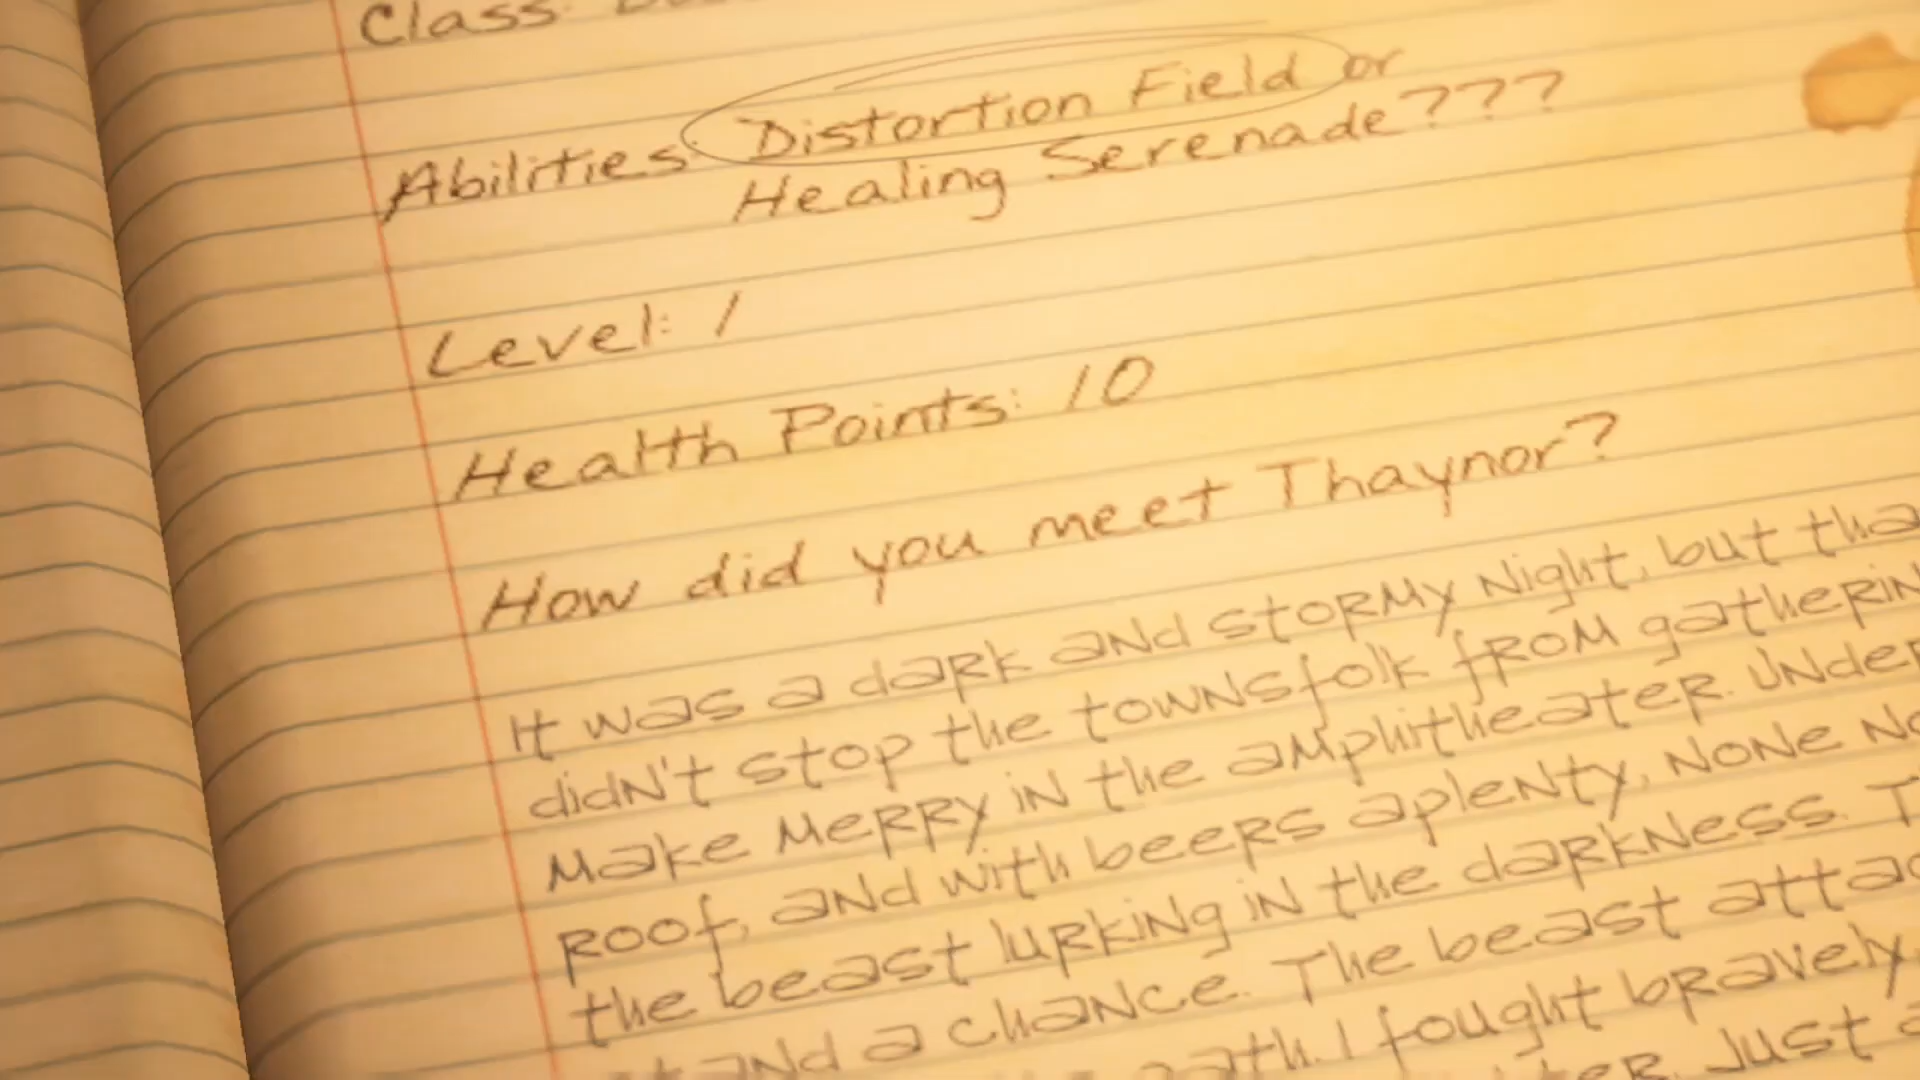 Class:
Abilities: Distortion Field or
Healing Serenade???
Level: 1
Health Points: 10
How did you meet Thaynor?
It was a dark and stormy night, but
didn't stop the townsfolk from
make merry in the amphitheater. Under
roof, and with beers aplenty, none
the beast lurking in the darkness.
a chance. The beast
I fought bravely
Just